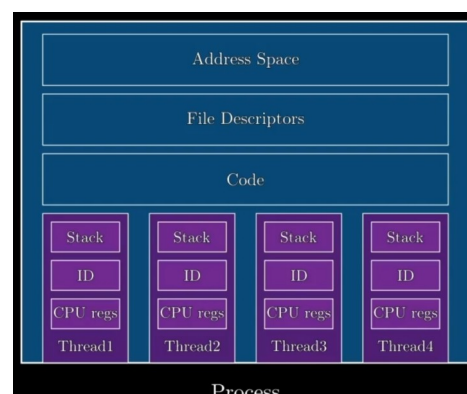 Address Space
File Descriptors
Code
Stack Stack Stack Stack
ID ID ID ID
CPU regs CPU regs CPU regs CPU regs
Thread1 Thread2 Thread3 Thread4
Process